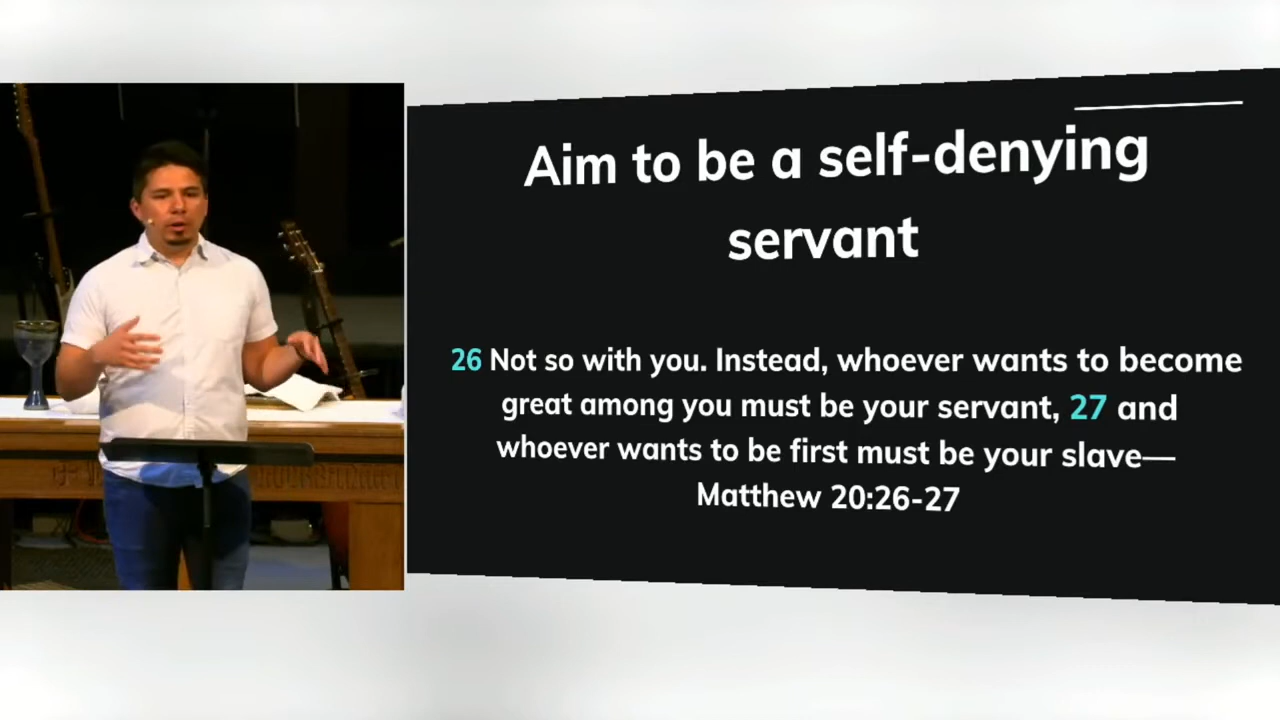 Aim to be a self-denying
servant
26 Not so with you. Instead, whoever wants to become
great among you must be your servant, 27 and
whoever wants to be first must be your slave—
Matthew 20:26-27